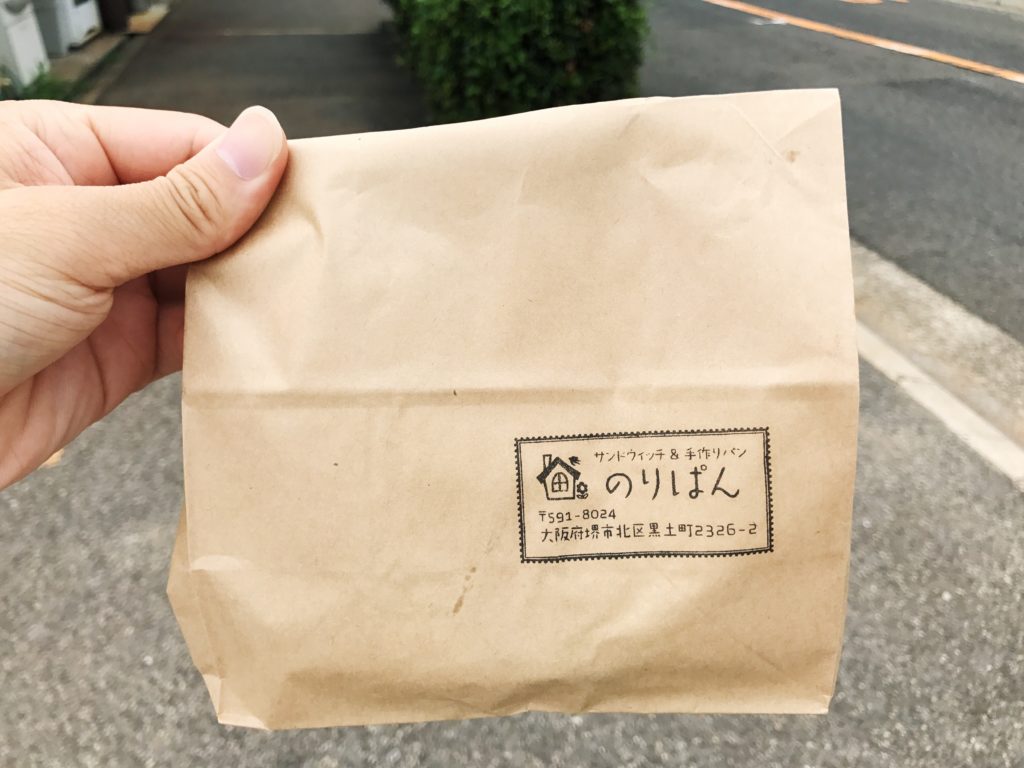 サンドウィッチ & 手作りパン
のりぱん
〒591-8024
大阪府堺市北区黒土町2326-2